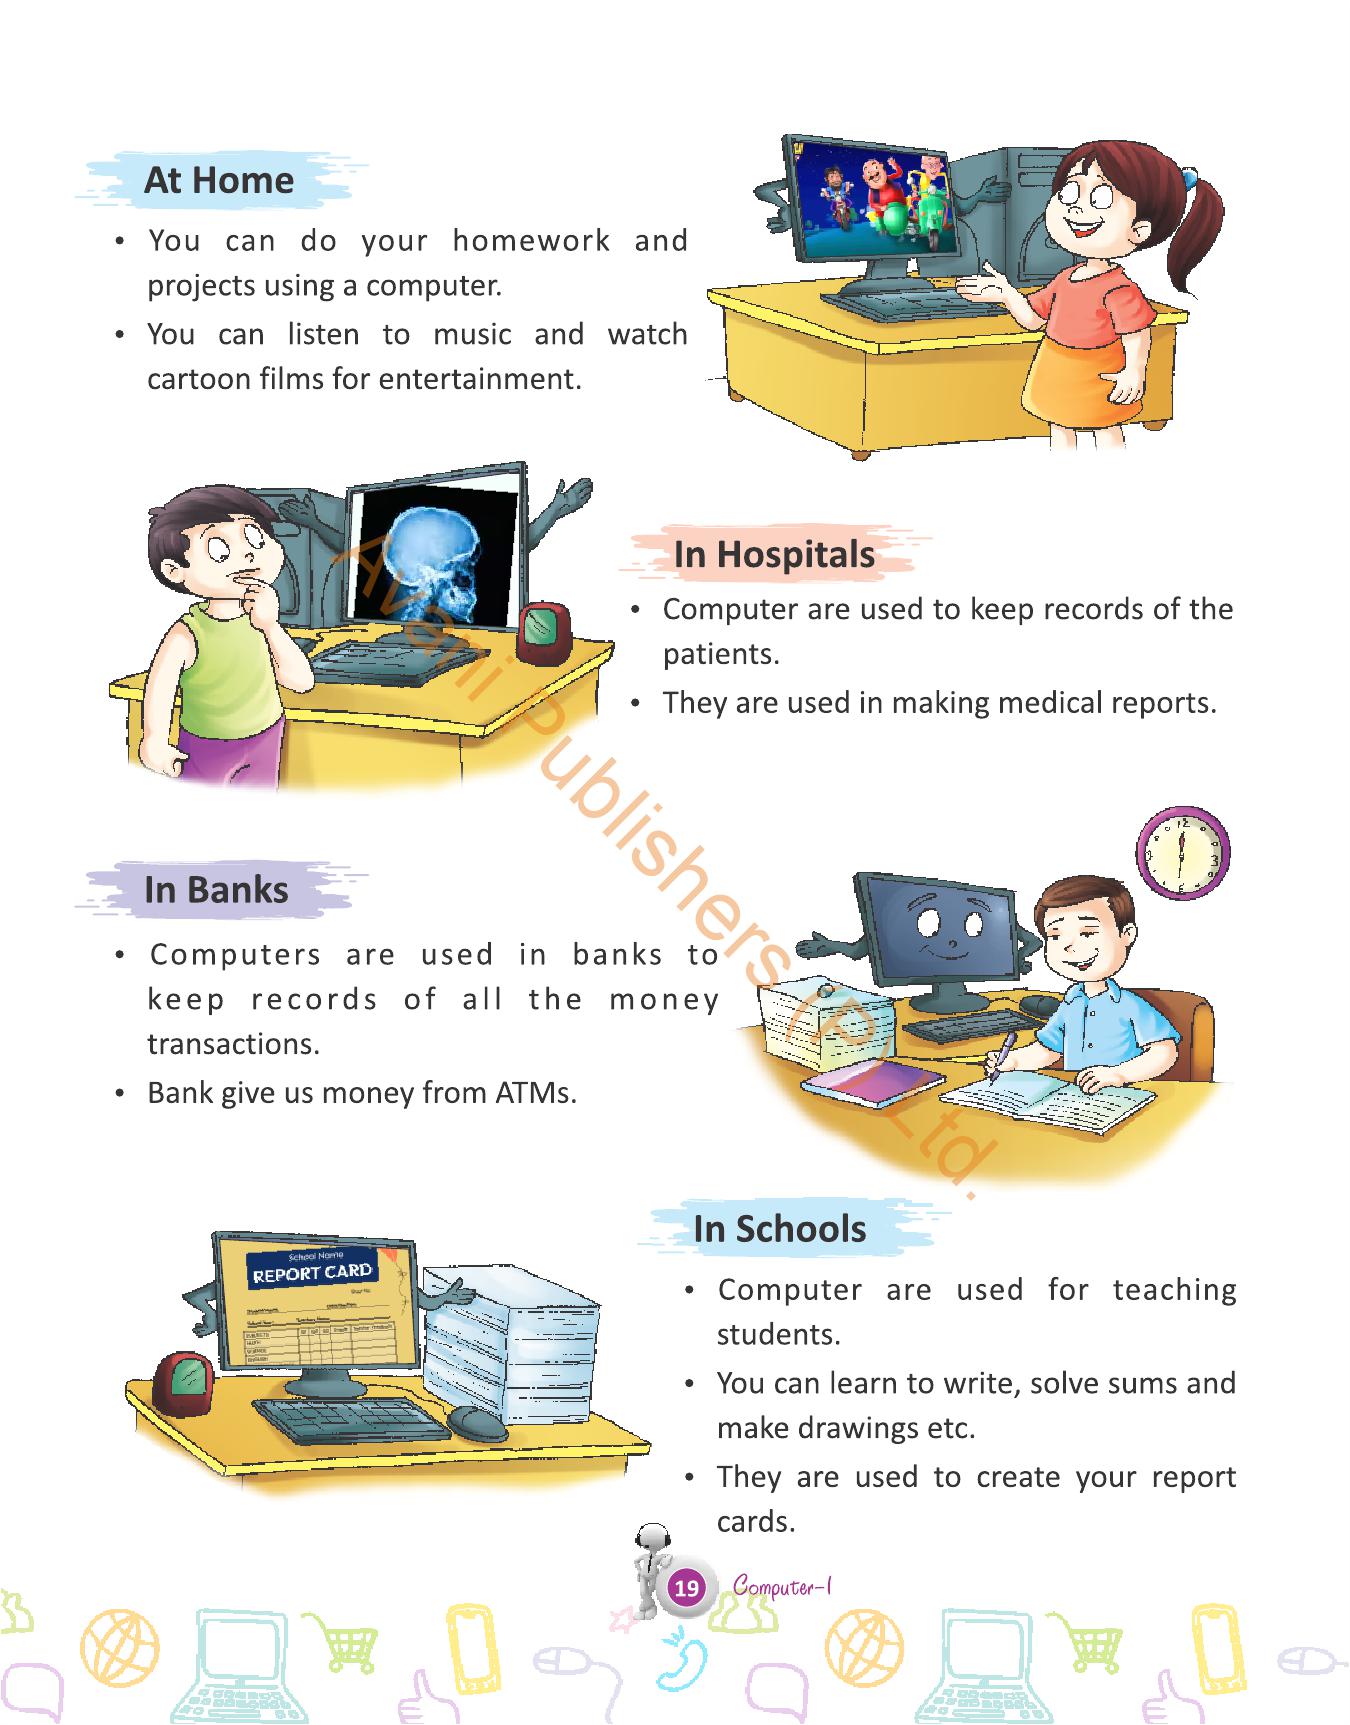 At Home
• You can do your homework and
projects using a computer.
• You can listen to music and watch
cartoon films for entertainment.
In Hospitals
• Computer are used to keep records of the
patients.
• They are used in making medical reports.
In Banks
• Computers are used in banks to
keep records of all the money
transactions.
• Bank give us money from ATMs.
In Schools
• Computer are used for teaching
students.
• You can learn to write, solve sums and
make drawings etc.
• They are used to create your report
cards.
School Name
REPORT CARD
12
3
Avani Publishers (P) Ltd.
19
Computer-1